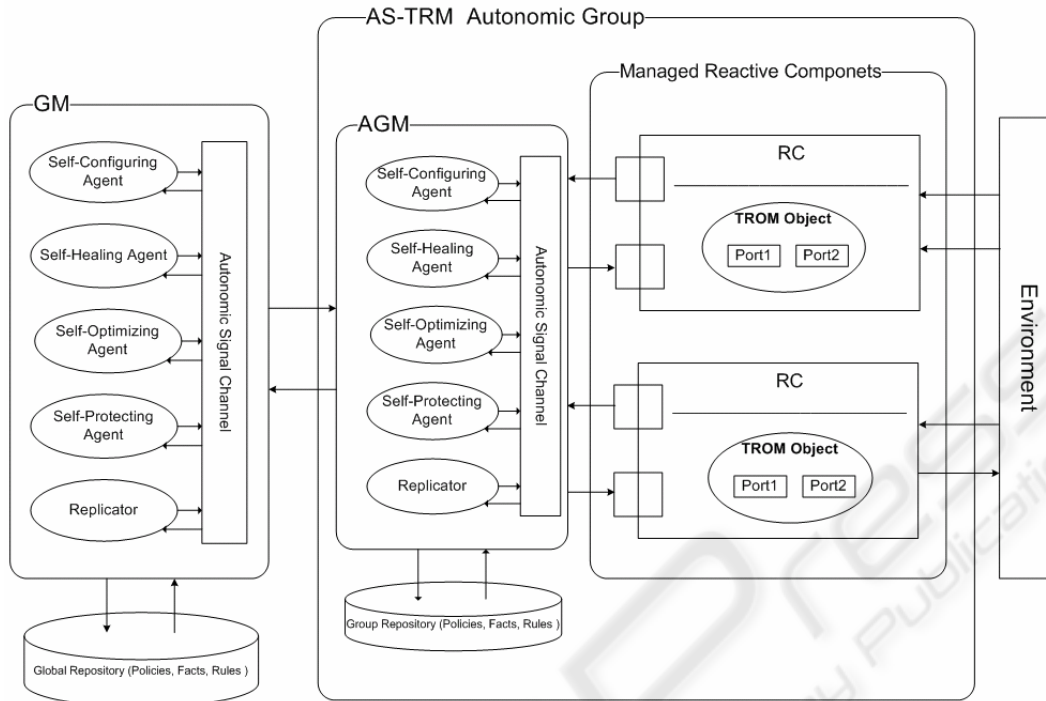 AS-TRM Autonomic Group
GM
Self-Configuring
Agent
Self-Healing Agent
Self-Optimizing
Agent
Self-Protecting
Agent
Replicator
Autonomic Signal Channel
Global Repository (Policies, Facts, Rules )
AGM
Self-Configuring
Agent
Self-Healing
Agent
Self-Optimizing
Agent
Self-Protecting
Agent
Replicator
Autonomic Signal Channel
Group Repository (Policies, Facts, Rules )
Managed Reactive Componets
RC
TROM Object
Port1 Port2
RC
TROM Object
Port1 Port2
Environment
Press
Publicati